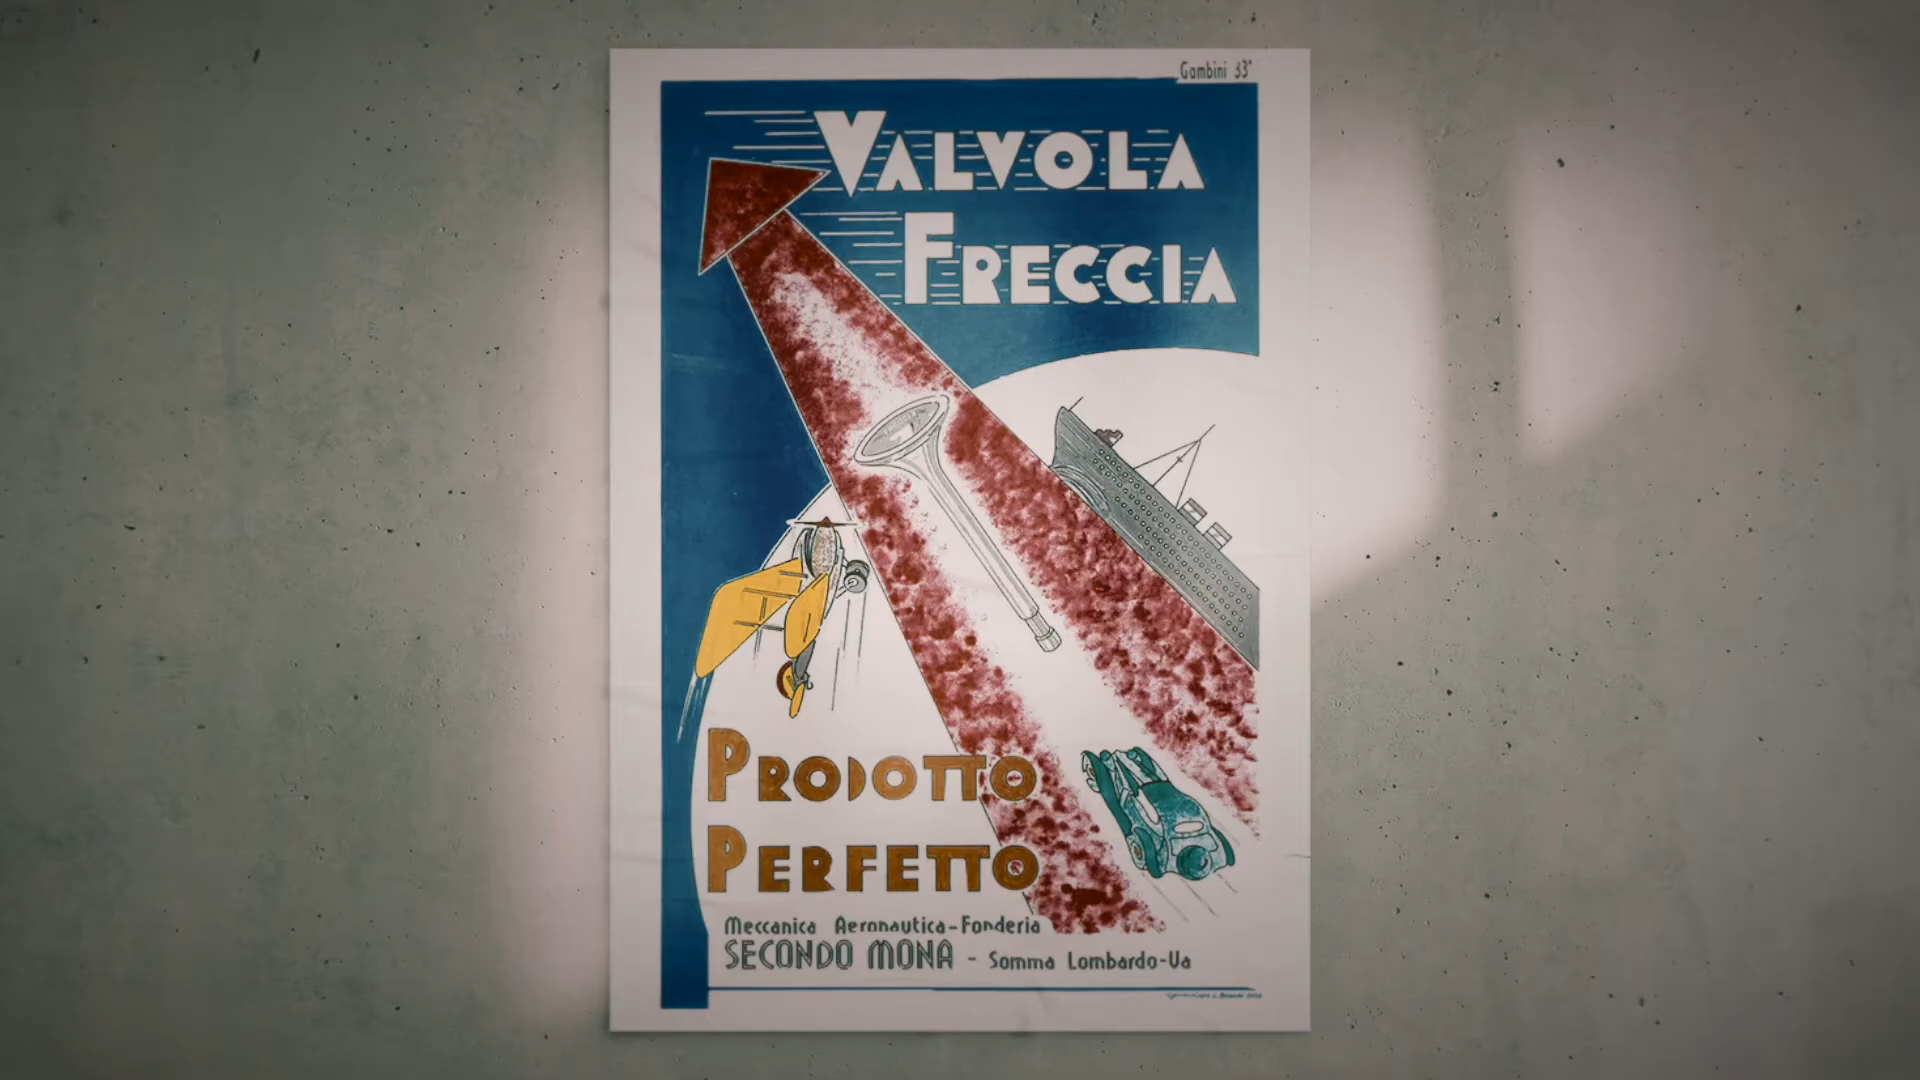 Gambini 33°
VALVOLA
FRECCIA
PRODOTTO
PERFETTO
Meccanica Aeronautica-Fonderia
SECONDO MONA - Somma Lombardo-Va